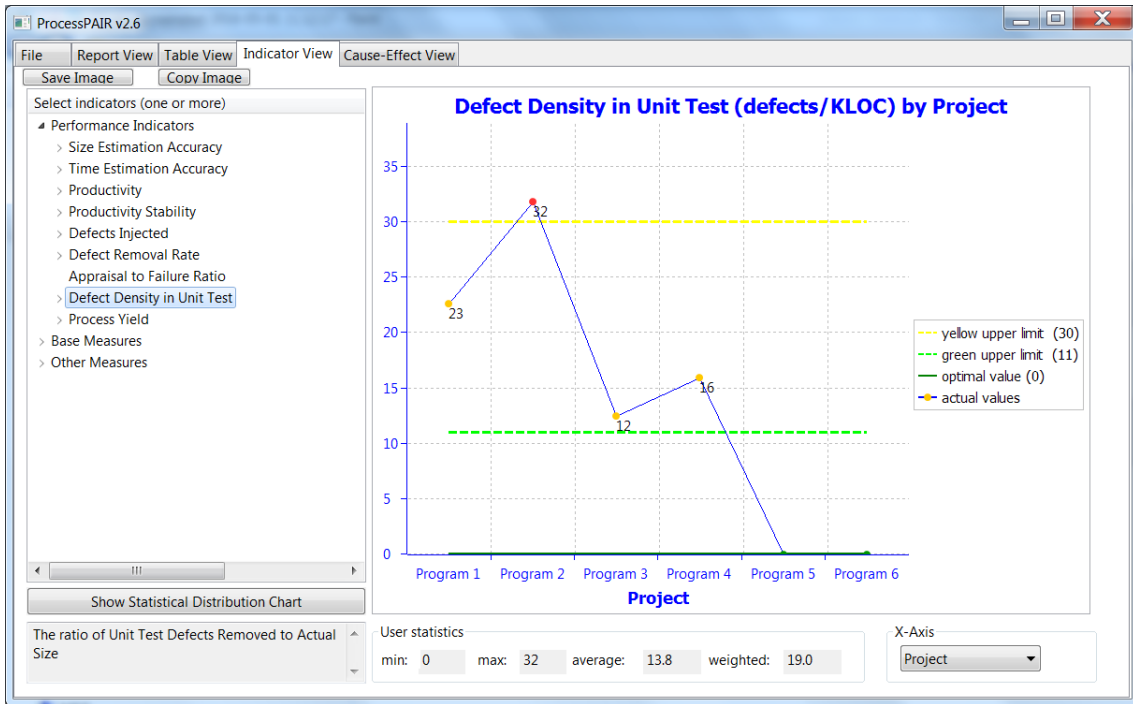 ProcessPAIR v2.6
File Report View Table View Indicator View Cause-Effect View
Save Image Copy Image
Select indicators (one or more)
Performance Indicators
Size Estimation Accuracy
Time Estimation Accuracy
Productivity
Productivity Stability
Defects Injected
Defect Removal Rate
Appraisal to Failure Ratio
Defect Density in Unit Test
Process Yield
Base Measures
Other Measures
Show Statistical Distribution Chart
The ratio of Unit Test Defects Removed to Actual
Size
Defect Density in Unit Test (defects/KLOC) by Project
35
30
25
20
15
10
5
0
23
32
12
16
Program 1 Program 2 Program 3 Program 4 Program 5 Program 6
Project
yellow upper limit (30)
green upper limit (11)
optimal value (0)
actual values
User statistics
min: 0 max: 32 average: 13.8 weighted: 19.0
X-Axis
Project